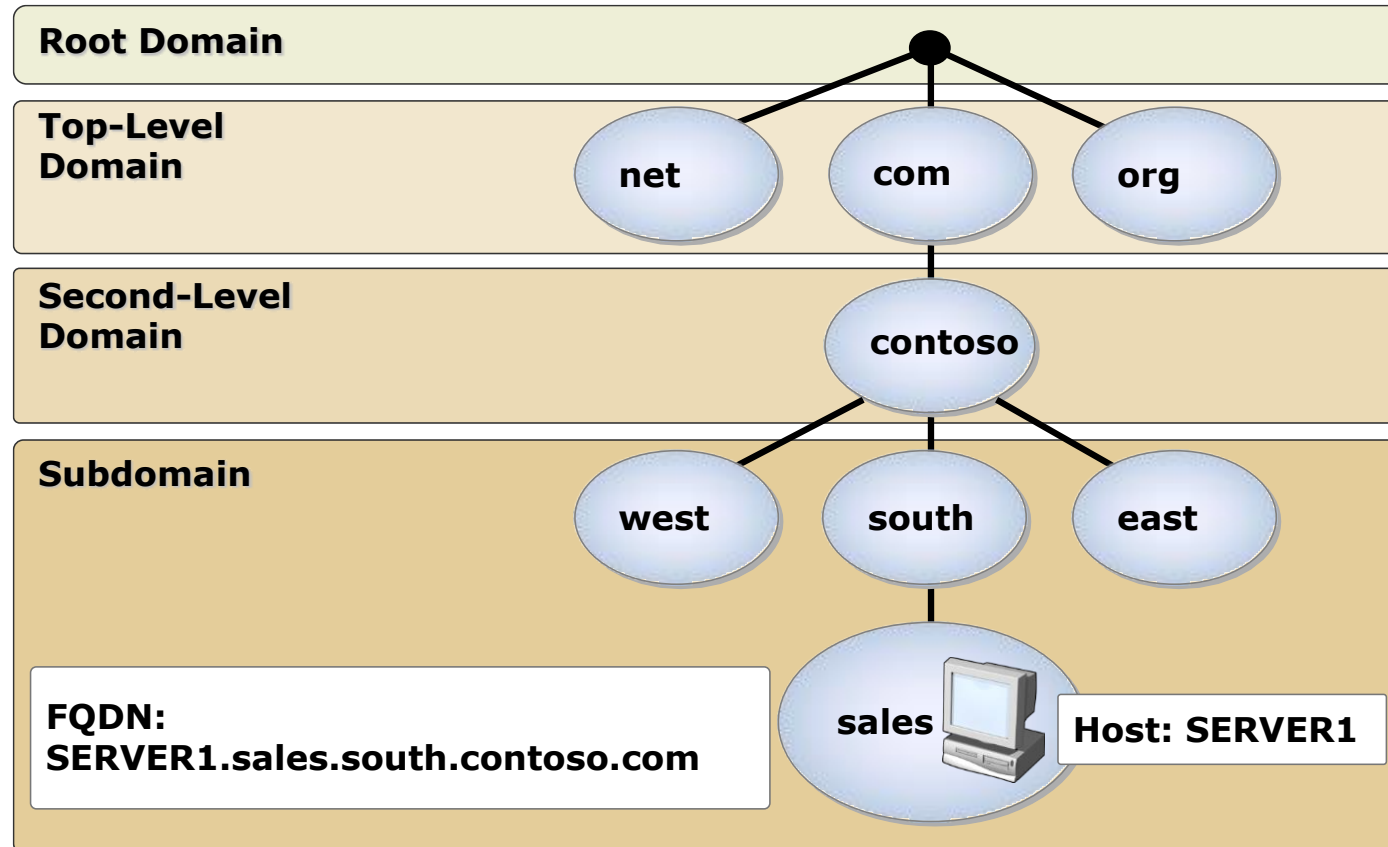 Root Domain
Top-Level
Domain
net
com
org
Second-Level
Domain
contoso
Subdomain
west
south
east
FQDN:
SERVER1.sales.south.contoso.com
sales
Host: SERVER1